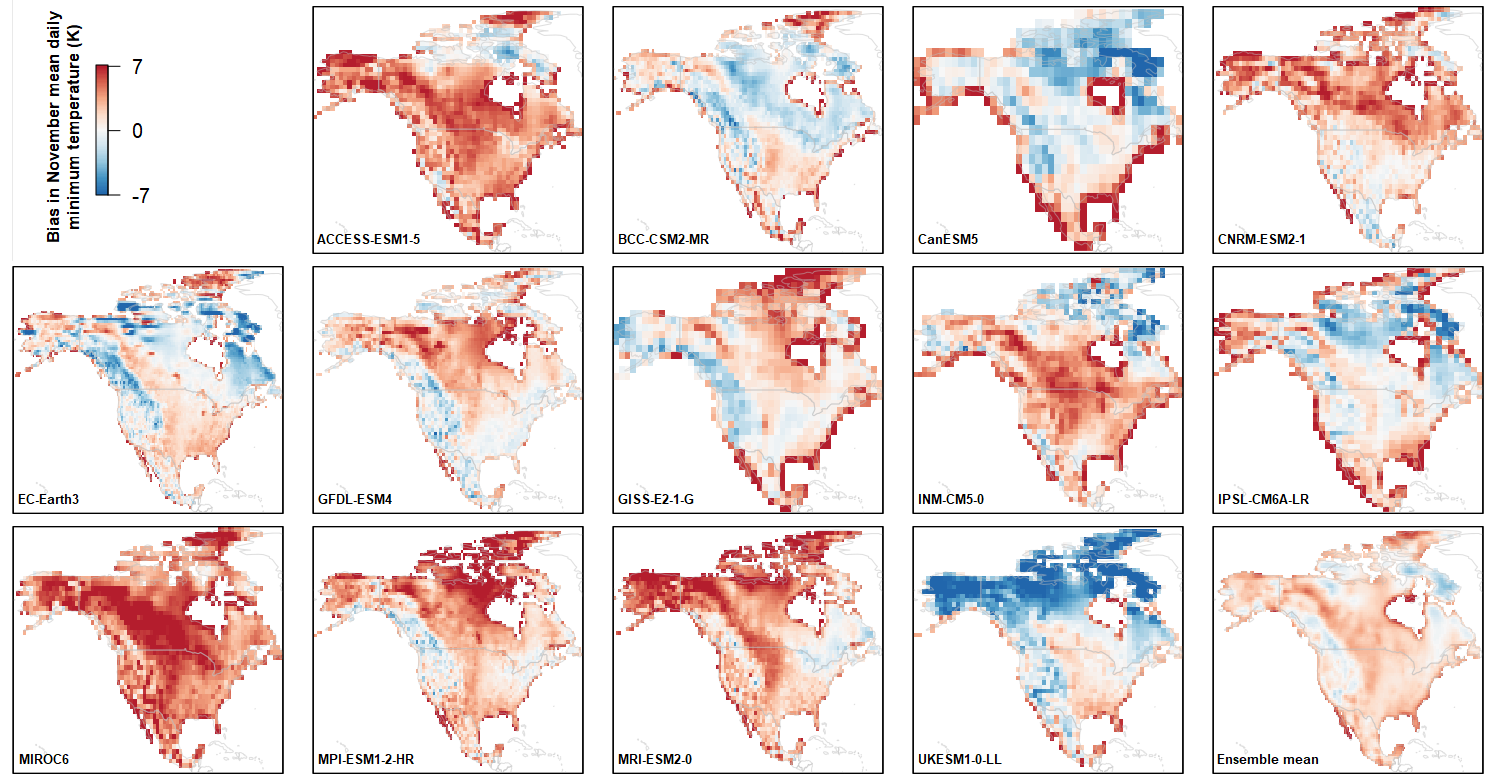 Bias in November mean daily
minimum temperature (K)
7
0
-7
ACCESS-ESM1-5
BCC-CSM2-MR
CanESM5
CNRM-ESM2-1
EC-Earth3
GFDL-ESM4
GISS-E2-1-G
INM-CM5-0
IPSL-CM6A-LR
MIROC6
MPI-ESM1-2-HR
MRI-ESM2-0
UKESM1-0-LL
Ensemble mean